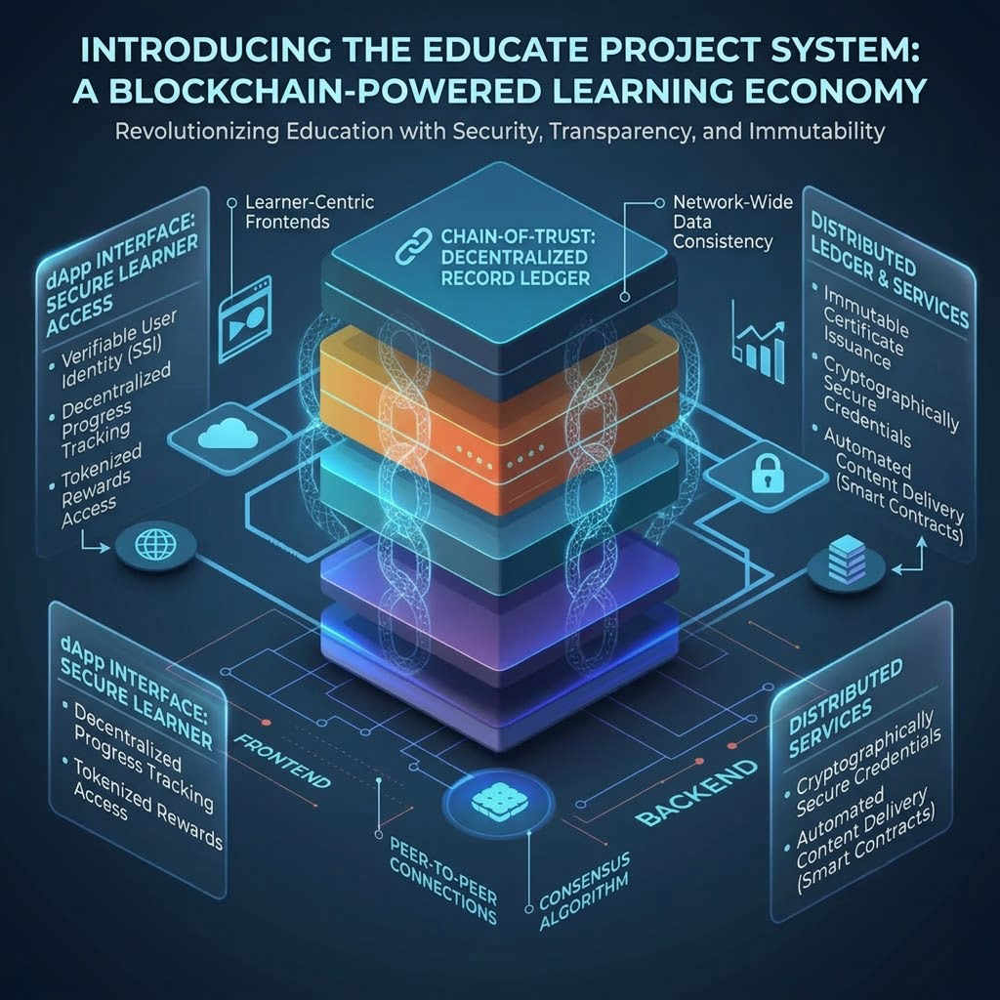 INTRODUCING THE EDUCATE PROJECT SYSTEM:
A BLOCKCHAIN-POWERED LEARNING ECONOMY
Revolutionizing Education with Security, Transparency, and Immutability
dApp INTERFACE:
SECURE LEARNER
ACCESS
• Verifiable User
Identity (SSI)
• Decentralized
Progress
Tracking
• Tokenized
Rewards
Access
Learner-Centric
Frontends
CHAIN-OF-TRUST:
DECENTRALIZED
RECORD LEDGER
Network-Wide
Data
Consistency
DISTRIBUTED
LEDGER & SERVICES
• Immutable
Certificate
Issuance
• Cryptographically
Secure
Credentials
• Automated
Content Delivery
(Smart Contracts)
dApp INTERFACE:
SECURE LEARNER
• Decentralized
Progress Tracking
• Tokenized Rewards
Access
FRONTEND
PEER-TO-PEER
CONNECTIONS
CONSENSUS
ALGORITHM
BACKEND
DISTRIBUTED
SERVICES
• Cryptographically
Secure Credentials
• Automated
Content Delivery
(Smart Contracts)